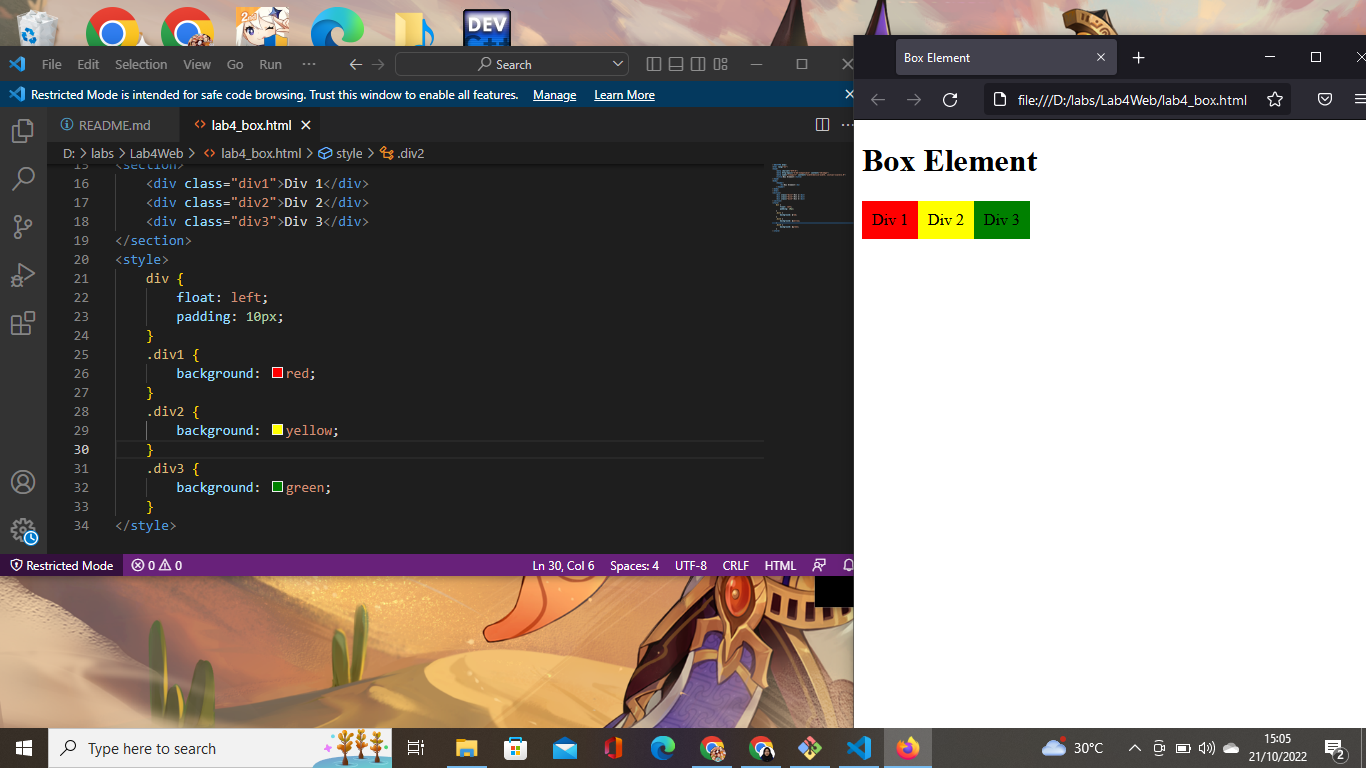 DEV
File Edit Selection View Go Run ··· Search
Restricted Mode is intended for safe code browsing. Trust this window to enable all features. Manage Learn More
README.md lab4_box.html
D: > labs > Lab4Web > lab4_box.html > style > .div2
15 <section>
16 <div class="div1">Div 1</div>
17 <div class="div2">Div 2</div>
18 <div class="div3">Div 3</div>
19 </section>
20 <style>
21 div {
22 float: left;
23 padding: 10px;
24 }
25 .div1 {
26 background: red;
27 }
28 .div2 {
29 background: yellow;
30 }
31 .div3 {
32 background: green;
33 }
34 </style>
Restricted Mode 0 0 Ln 30, Col 6 Spaces: 4 UTF-8 CRLF HTML
Box Element
file:///D:/labs/Lab4Web/lab4_box.html
Box Element
Div 1 Div 2 Div 3
Type here to search
30°C
15:05
21/10/2022
2